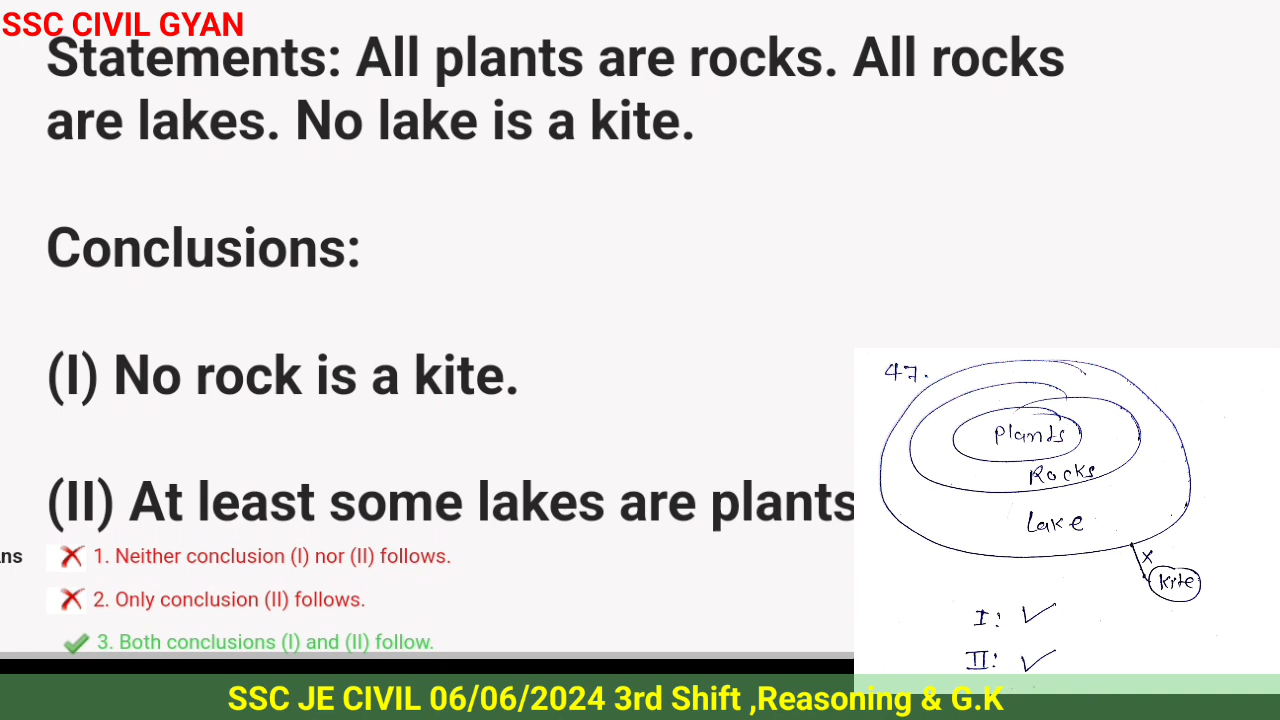 SSC CIVIL GYAN
Statements: All plants are rocks. All rocks
are lakes. No lake is a kite.
Conclusions:
(I) No rock is a kite.
(II) At least some lakes are plants
ns
1. Neither conclusion (I) nor (II) follows.
2. Only conclusion (II) follows.
3. Both conclusions (I) and (II) follow.
47.
Plants
Rocks
Lake
x
Kite
I: ✓
II: ✓
SSC JE CIVIL 06/06/2024 3rd Shift ,Reasoning & G.K